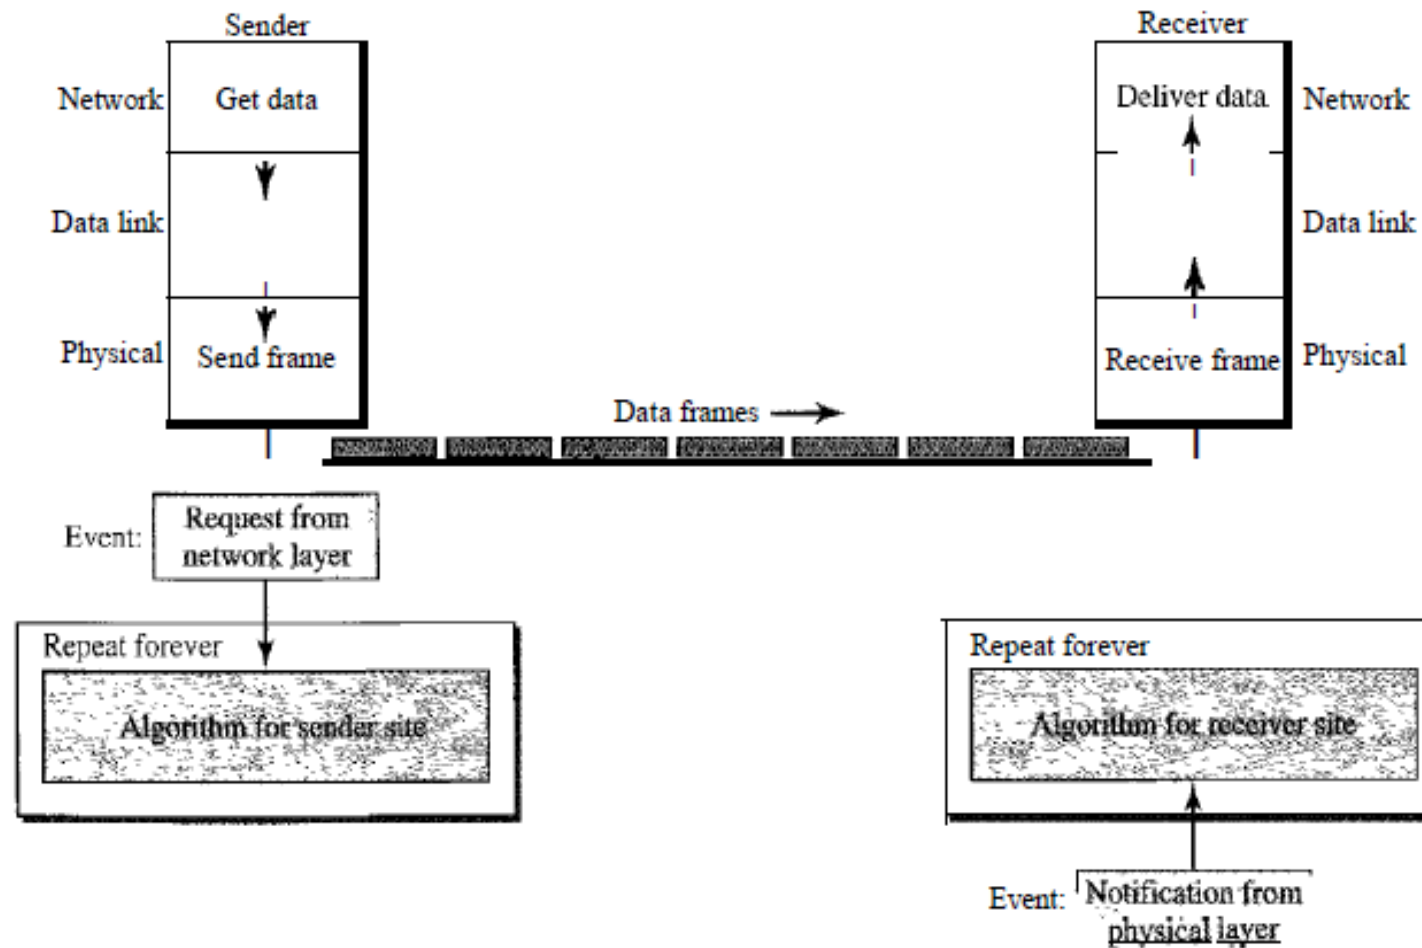 Sender
Receiver
Network
Get data
Deliver data
Network
Data link
Data link
Physical
Send frame
Receive frame
Physical
Data frames
Event:
Request from
network layer
Repeat forever
Algorithm for sender site
Repeat forever
Algorithm for receiver site
Event:
Notification from
physical layer